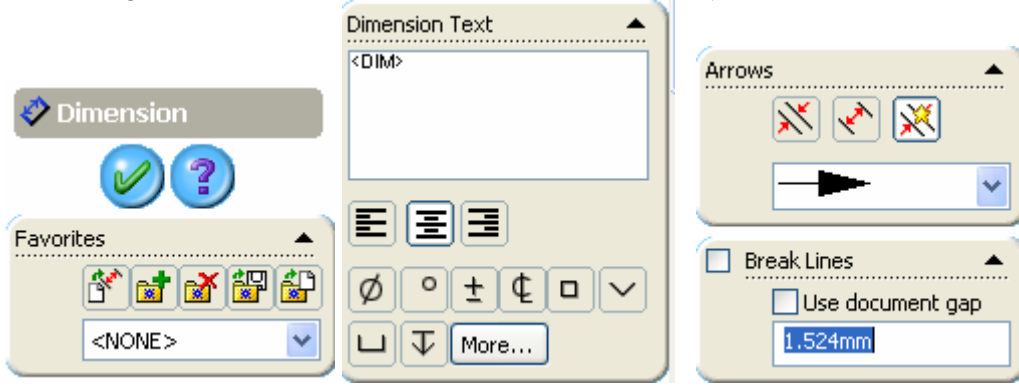 Dimension
Favorites
<NONE>
Dimension Text
<DIM>
More...
Arrows
Break Lines
Use document gap
1.524mm